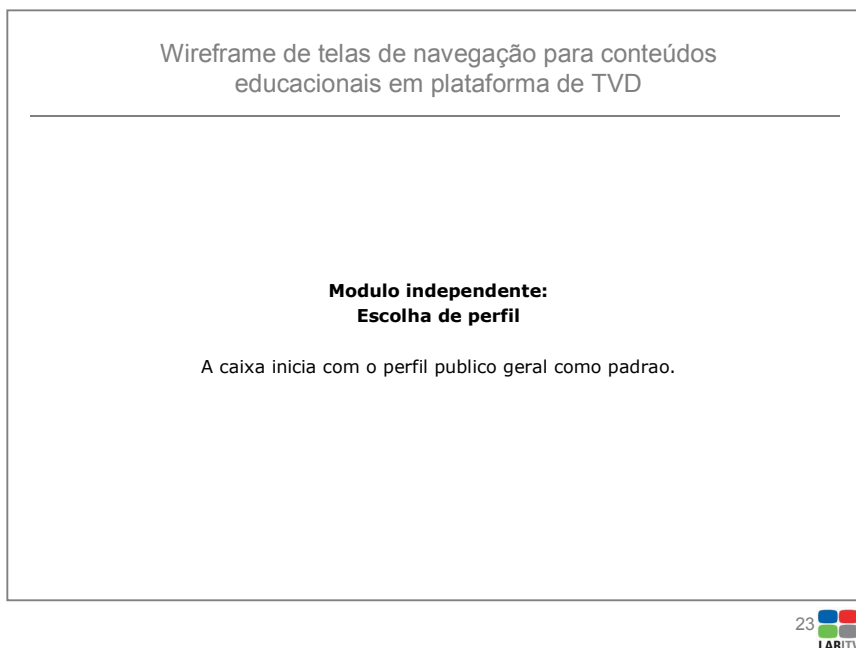 Wireframe de telas de navegação para conteúdos
educacionais em plataforma de TVD
Modulo independente:
Escolha de perfil
A caixa inicia com o perfil publico geral como padrao.
23
LABITV